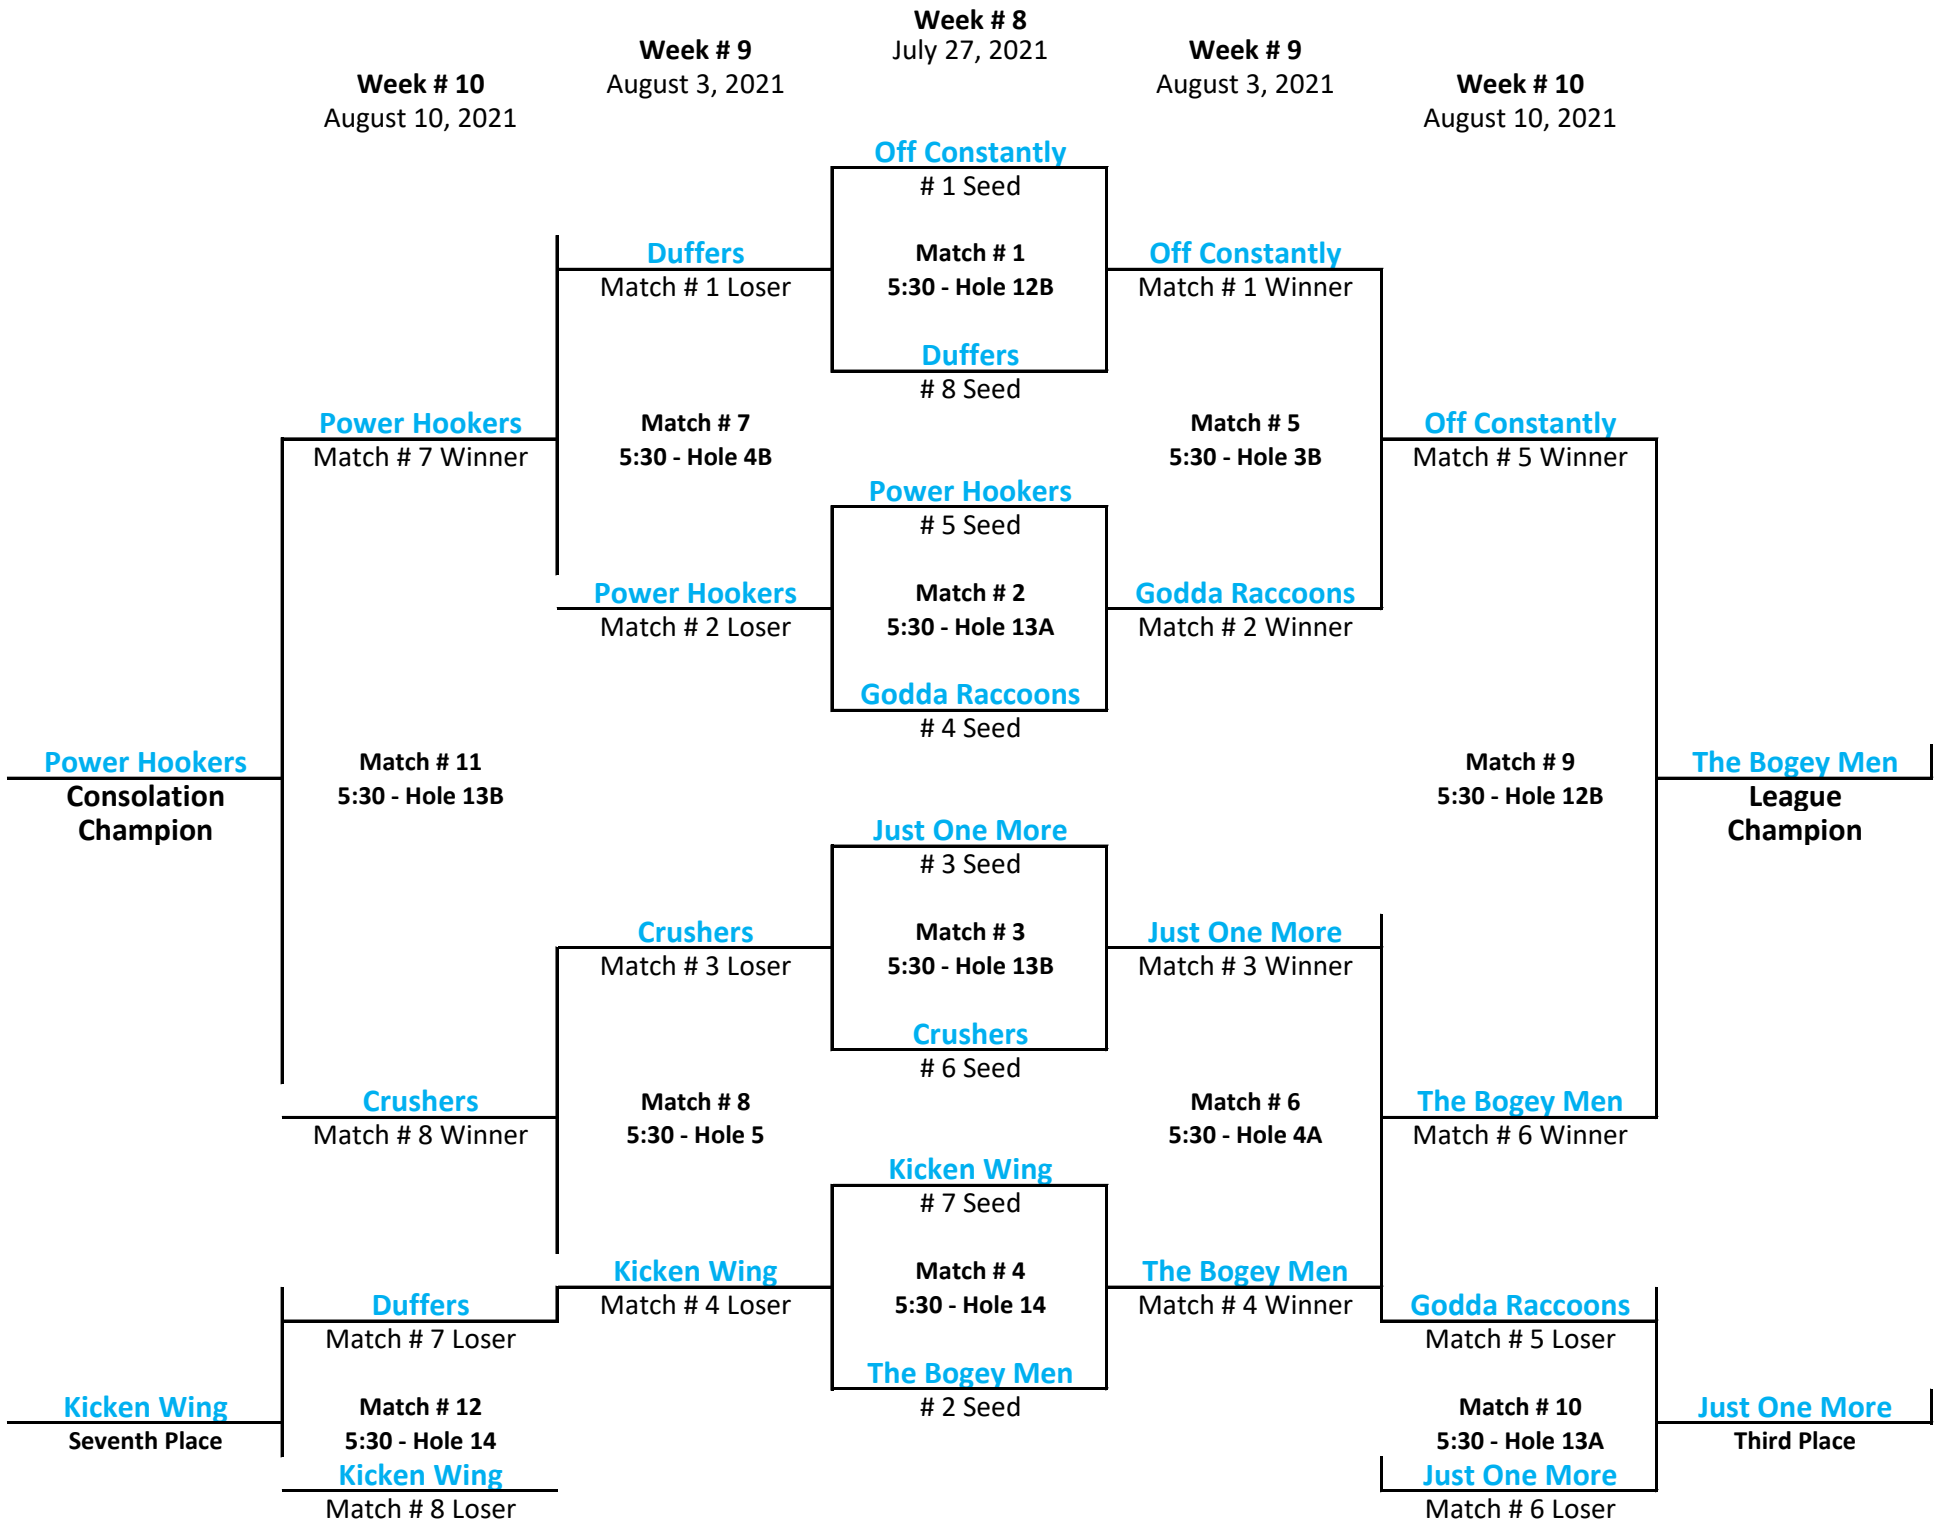 Week # 8
July 27, 2021
Week # 9
August 3, 2021
Week # 9
August 3, 2021
Week # 10
August 10, 2021
Week # 10
August 10, 2021
Off Constantly
# 1 Seed
Duffers
Match # 1 Loser
Match # 1
5:30 - Hole 12B
Off Constantly
Match # 1 Winner
Duffers
# 8 Seed
Power Hookers
Match # 7 Winner
Match # 7
5:30 - Hole 4B
Match # 5
5:30 - Hole 3B
Off Constantly
Match # 5 Winner
Power Hookers
# 5 Seed
Power Hookers
Match # 2 Loser
Match # 2
5:30 - Hole 13A
Godda Raccoons
Match # 2 Winner
Godda Raccoons
# 4 Seed
Power Hookers
Consolation
Champion
Match # 11
5:30 - Hole 13B
Match # 9
5:30 - Hole 12B
The Bogey Men
League
Champion
Just One More
# 3 Seed
Crushers
Match # 3 Loser
Match # 3
5:30 - Hole 13B
Just One More
Match # 3 Winner
Crushers
# 6 Seed
Crushers
Match # 8 Winner
Match # 8
5:30 - Hole 5
Match # 6
5:30 - Hole 4A
The Bogey Men
Match # 6 Winner
Kicken Wing
# 7 Seed
Kicken Wing
Match # 4 Loser
Match # 4
5:30 - Hole 14
The Bogey Men
Match # 4 Winner
Duffers
Match # 7 Loser
Godda Raccoons
Match # 5 Loser
The Bogey Men
# 2 Seed
Kicken Wing
Seventh Place
Match # 12
5:30 - Hole 14
Match # 10
5:30 - Hole 13A
Just One More
Third Place
Kicken Wing
Match # 8 Loser
Just One More
Match # 6 Loser